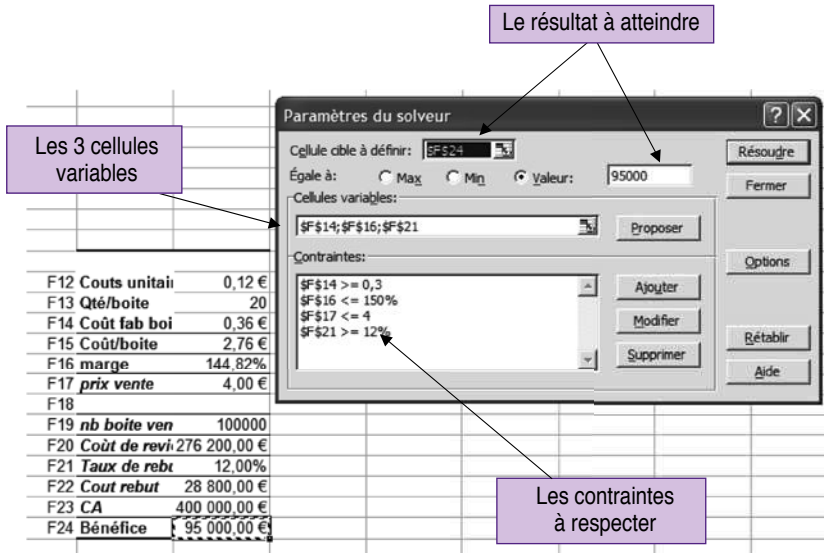 Le résultat à atteindre
Paramètres du solveur
Cellule cible à définir: $F$24
Résoudre
Égale à: Max Min Valeur: 95000
Fermer
Les 3 cellules
variables
Cellules variables:
$F$14;$F$16;$F$21
Proposer
Contraintes:
Options
$F$14 >= 0,3
$F$16 <= 150%
$F$17 <= 4
$F$21 >= 12%
Ajouter
Modifier
Supprimer
Rétablir
Aide
F12 Couts unitaii 0,12 €
F13 Qté/boite 20
F14 Coût fab boi 0,36 €
F15 Coût/boite 2,76 €
F16 marge 144,82%
F17 prix vente 4,00 €
F18
F19 nb boite ven 100000
F20 Coùt de revi 276 200,00 €
F21 Taux de rebu 12,00%
F22 Cout rebut 28 800,00 €
F23 CA 400 000,00 €
F24 Bénéfice 95 000,00 €
Les contraintes
à respecter